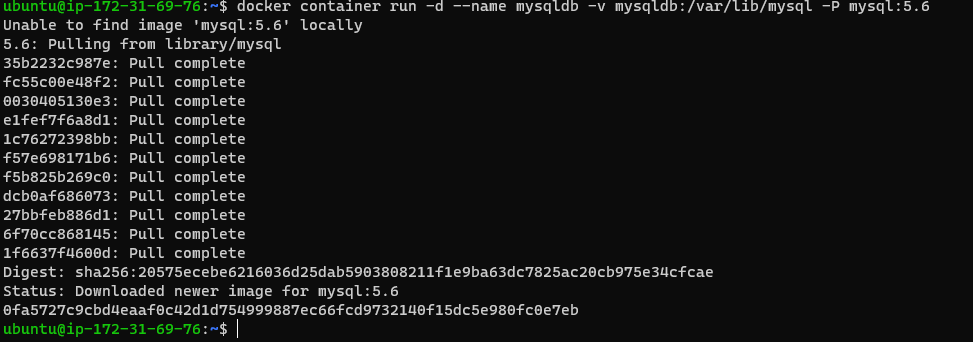 ubuntu@ip-172-31-69-76:~$ docker container run -d --name mysqldb -v mysqldb:/var/lib/mysql -P mysql:5.6
Unable to find image 'mysql:5.6' locally
5.6: Pulling from library/mysql
35b2232c987e: Pull complete
fc55c00e48f2: Pull complete
0030405130e3: Pull complete
e1fef7f6a8d1: Pull complete
1c76272398bb: Pull complete
f57e698171b6: Pull complete
f5b825b269c0: Pull complete
dcb0af686073: Pull complete
27bbfeb886d1: Pull complete
6f70cc868145: Pull complete
1f6637f4600d: Pull complete
Digest: sha256:20575ecebe6216036d25dab5903808211f1e9ba63dc7825ac20cb975e34cfcae
Status: Downloaded newer image for mysql:5.6
0fa5727c9cbd4eaaf0c42d1d754999887ec66fcd9732140f15dc5e980fc0e7eb
ubuntu@ip-172-31-69-76:~$